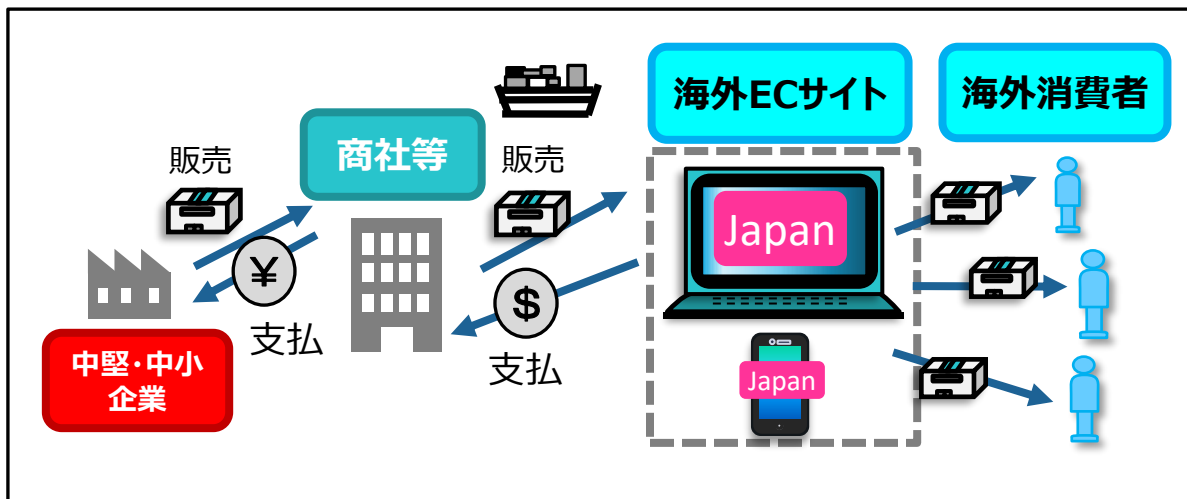 海外ECサイト
海外消費者
商社等
販売
販売
Japan
¥
$
支払
支払
中堅・中小
企業
Japan